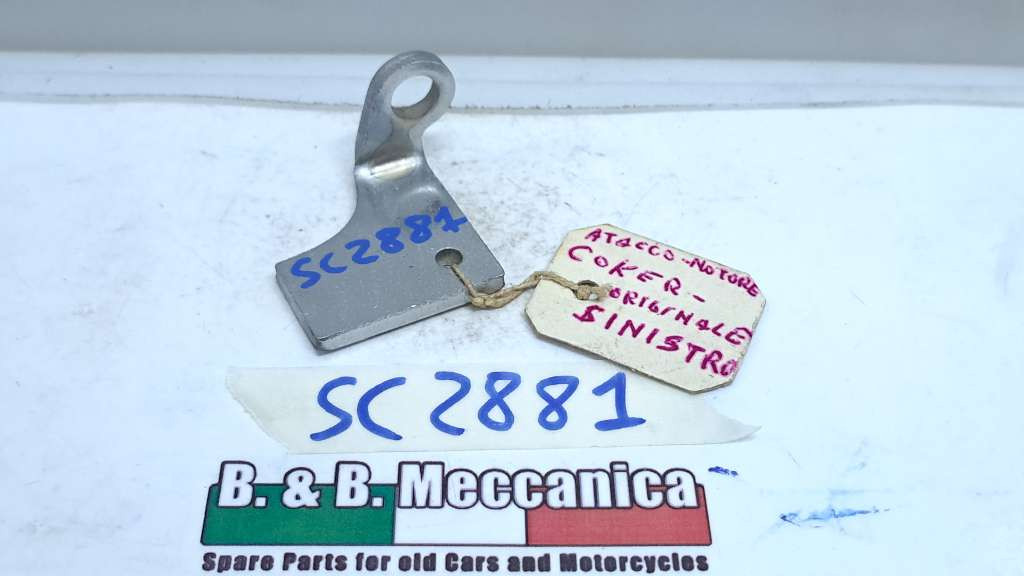 SC2881
ATACCO-MOTORE
COKER-
ORIGINALE
SINISTRO
SC2881
B. & B. Meccanica
Spare Parts for old Cars and Motorcycles